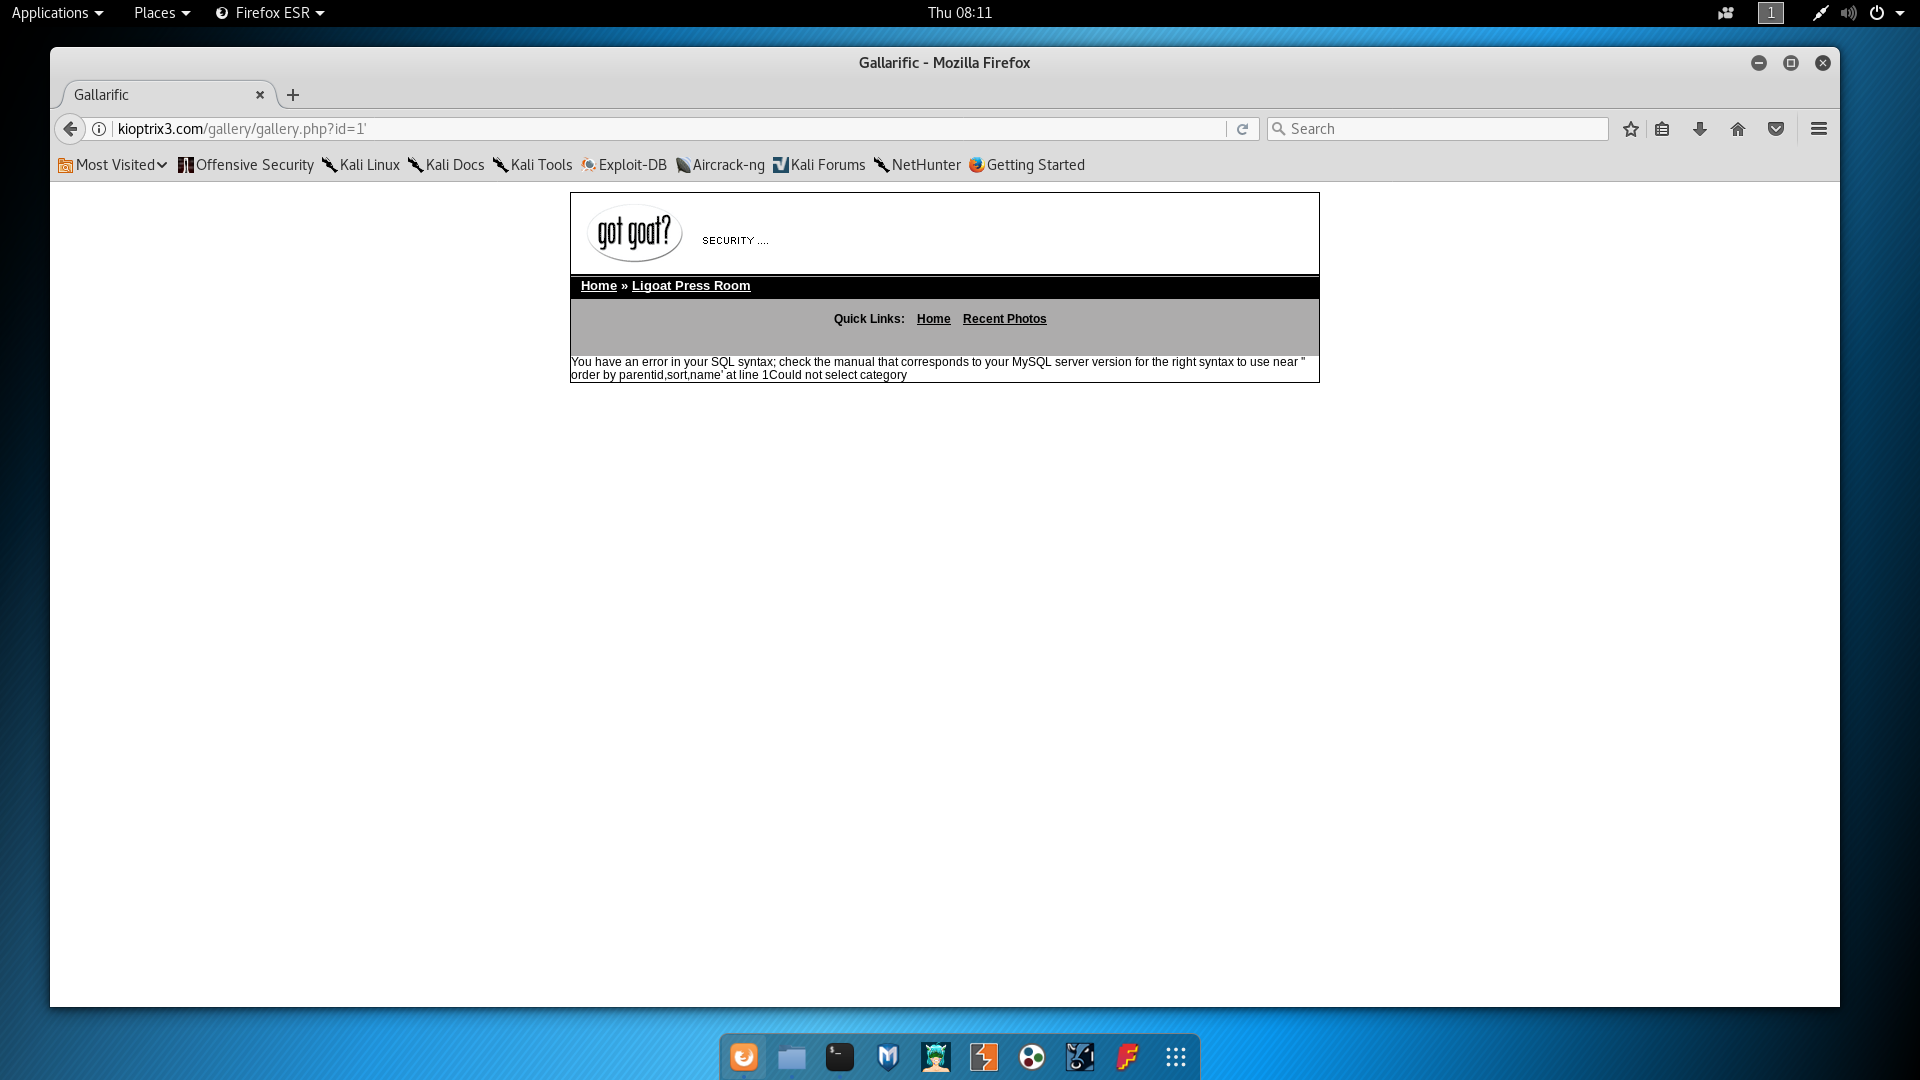 Applications Places Firefox ESR Thu 08:11 1
Gallarific - Mozilla Firefox
Gallarific
kioptrix3.com/gallery/gallery.php?id=1' Search
Most Visited Offensive Security Kali Linux Kali Docs Kali Tools Exploit-DB Aircrack-ng Kali Forums NetHunter Getting Started
got goat? SECURITY ....
Home » Ligoat Press Room
Quick Links: Home Recent Photos
You have an error in your SQL syntax; check the manual that corresponds to your MySQL server version for the right syntax to use near ''
order by parentid,sort,name' at line 1Could not select category